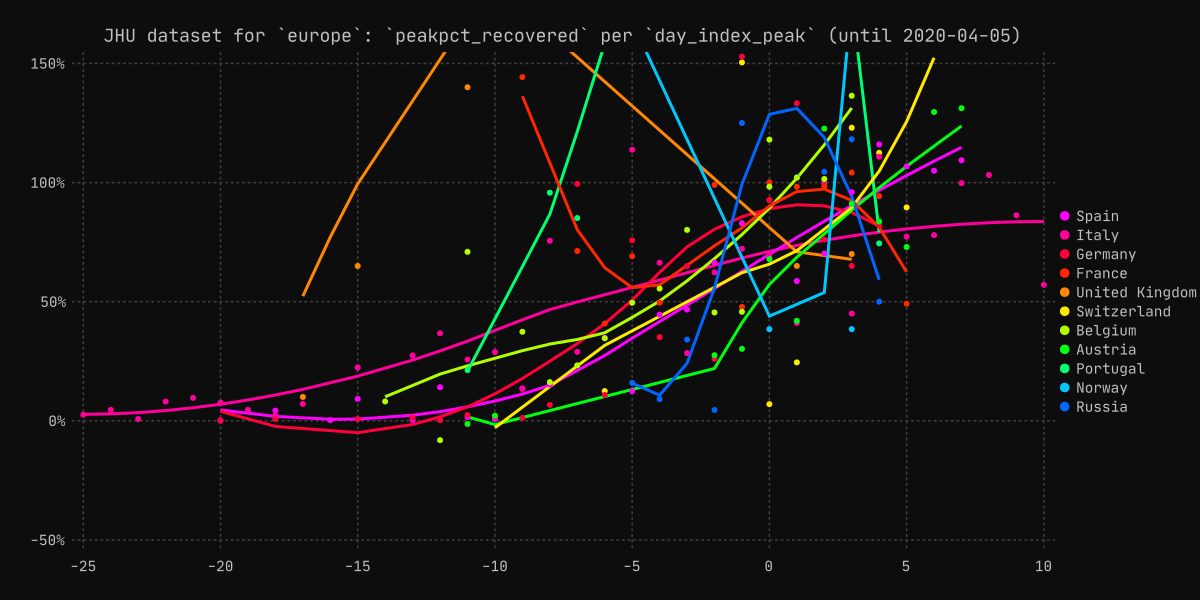 JHU dataset for `europe`: `peakpct_recovered` per `day_index_peak` (until 2020-04-05)
150%
100%
50%
0%
−50%
−25 −20 −15 −10 −5 0 5 10
Spain
Italy
Germany
France
United Kingdom
Switzerland
Belgium
Austria
Portugal
Norway
Russia